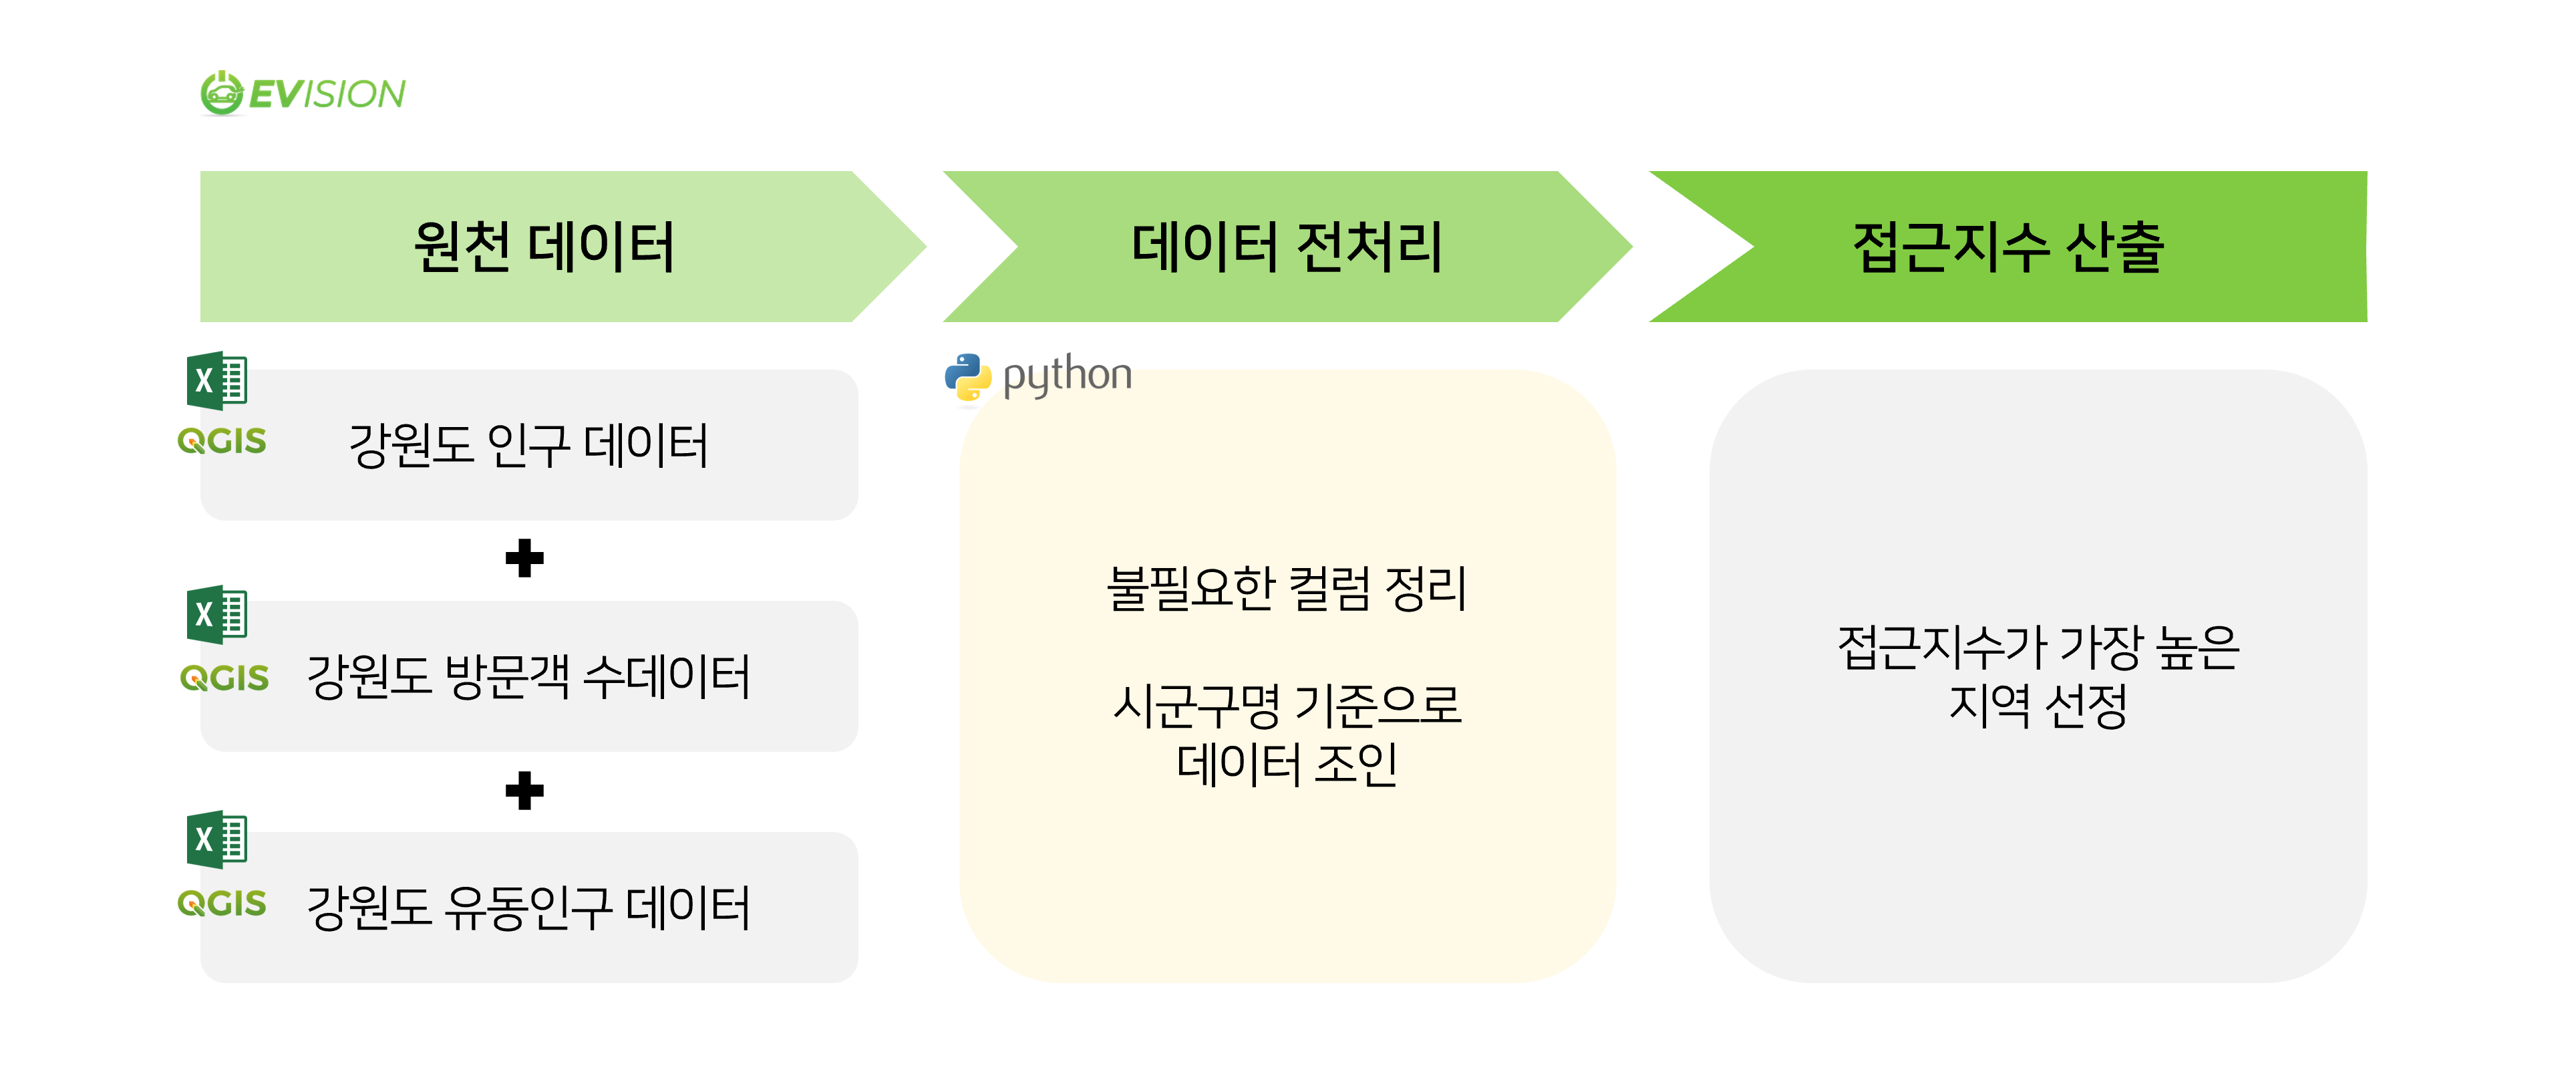 EVISION
원천 데이터
데이터 전처리
접근지수 산출
X
QGIS
강원도 인구 데이터
X
QGIS
강원도 방문객 수데이터
X
QGIS
강원도 유동인구 데이터
python
불필요한 컬럼 정리
시군구명 기준으로
데이터 조인
접근지수가 가장 높은
지역 선정